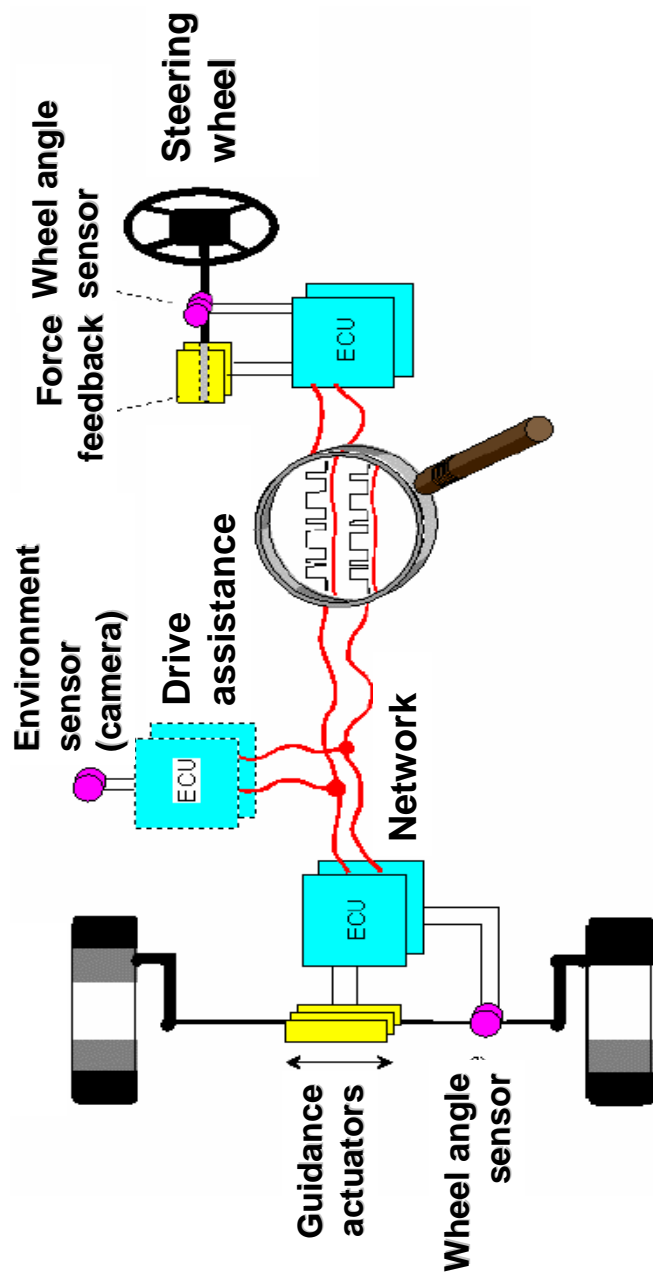 Environment
sensor
(camera)
Drive
assistance
Force
feedback
Wheel angle
sensor
Steering
wheel
ECU
ECU
ECU
Network
Guidance
actuators
Wheel angle
sensor